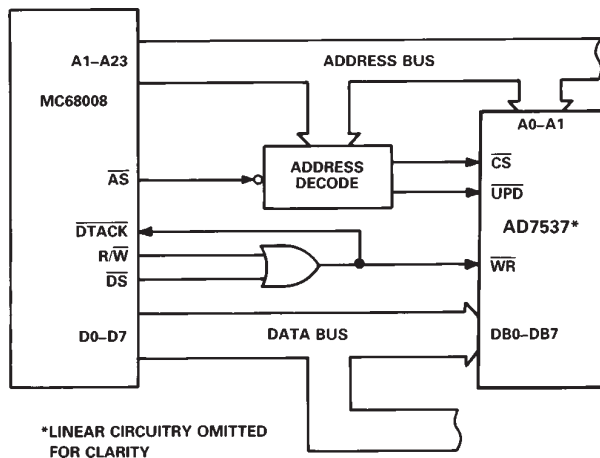 A1–A23
ADDRESS BUS
MC68008
A0–A1
ADDRESS
DECODE
CS
AS
UPD
AD7537*
DTACK
R/W
WR
DS
D0–D7
DATA BUS
DB0–DB7
*LINEAR CIRCUITRY OMITTED
FOR CLARITY